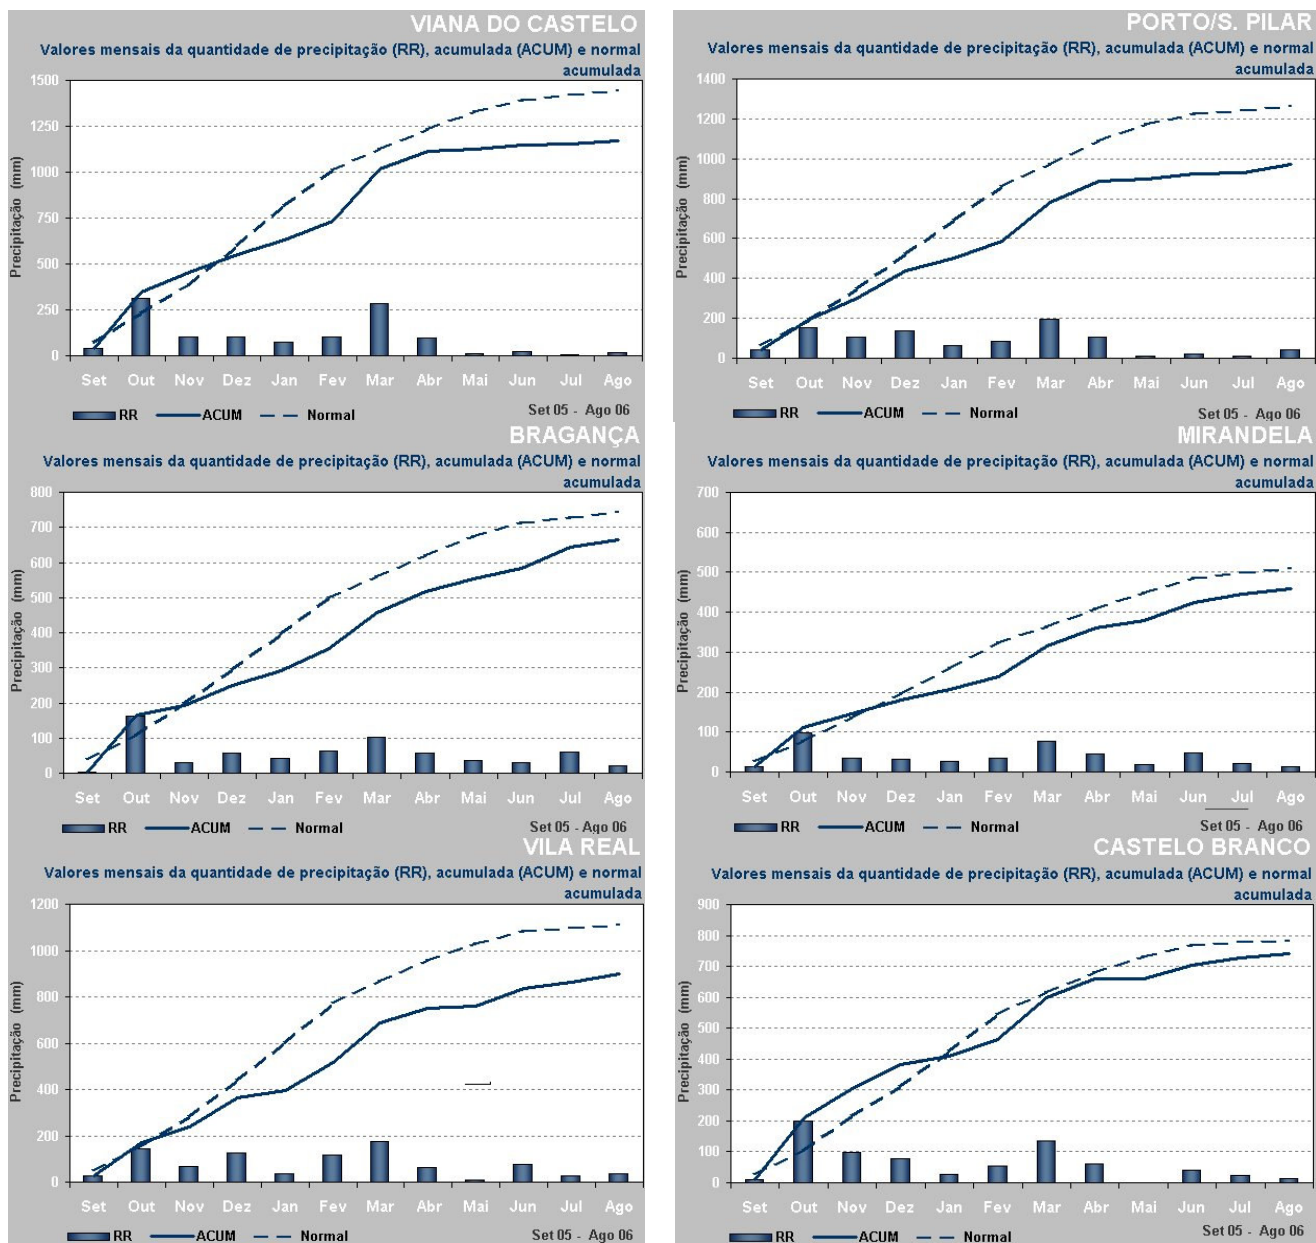 VIANA DO CASTELO
Valores mensais da quantidade de precipitação (RR), acumulada (ACUM) e normal
acumulada
1500
1250
1000
750
500
250
0
Precipitação (mm)
Set Out Nov Dez Jan Fev Mar Abr Mai Jun Jul Ago
RR ACUM Normal
Set 05 - Ago 06
PORTO/S. PILAR
Valores mensais da quantidade de precipitação (RR), acumulada (ACUM) e normal
acumulada
1400
1200
1000
800
600
400
200
0
Precipitação (mm)
Set Out Nov Dez Jan Fev Mar Abr Mai Jun Jul Ago
RR ACUM Normal
Set 05 - Ago 06
BRAGANÇA
Valores mensais da quantidade de precipitação (RR), acumulada (ACUM) e normal
acumulada
800
700
600
500
400
300
200
100
0
Precipitação (mm)
Set Out Nov Dez Jan Fev Mar Abr Mai Jun Jul Ago
RR ACUM Normal
Set 05 - Ago 06
MIRANDELA
Valores mensais da quantidade de precipitação (RR), acumulada (ACUM) e normal
acumulada
700
600
500
400
300
200
100
0
Precipitação (mm)
Set Out Nov Dez Jan Fev Mar Abr Mai Jun Jul Ago
RR ACUM Normal
Set 05 - Ago 06
VILA REAL
Valores mensais da quantidade de precipitação (RR), acumulada (ACUM) e normal
acumulada
1200
1000
800
600
400
200
0
Precipitação (mm)
Set Out Nov Dez Jan Fev Mar Abr Mai Jun Jul Ago
RR ACUM Normal
Set 05 - Ago 06
CASTELO BRANCO
Valores mensais da quantidade de precipitação (RR), acumulada (ACUM) e normal
acumulada
900
800
700
600
500
400
300
200
100
0
Precipitação (mm)
Set Out Nov Dez Jan Fev Mar Abr Mai Jun Jul Ago
RR ACUM Normal
Set 05 - Ago 06